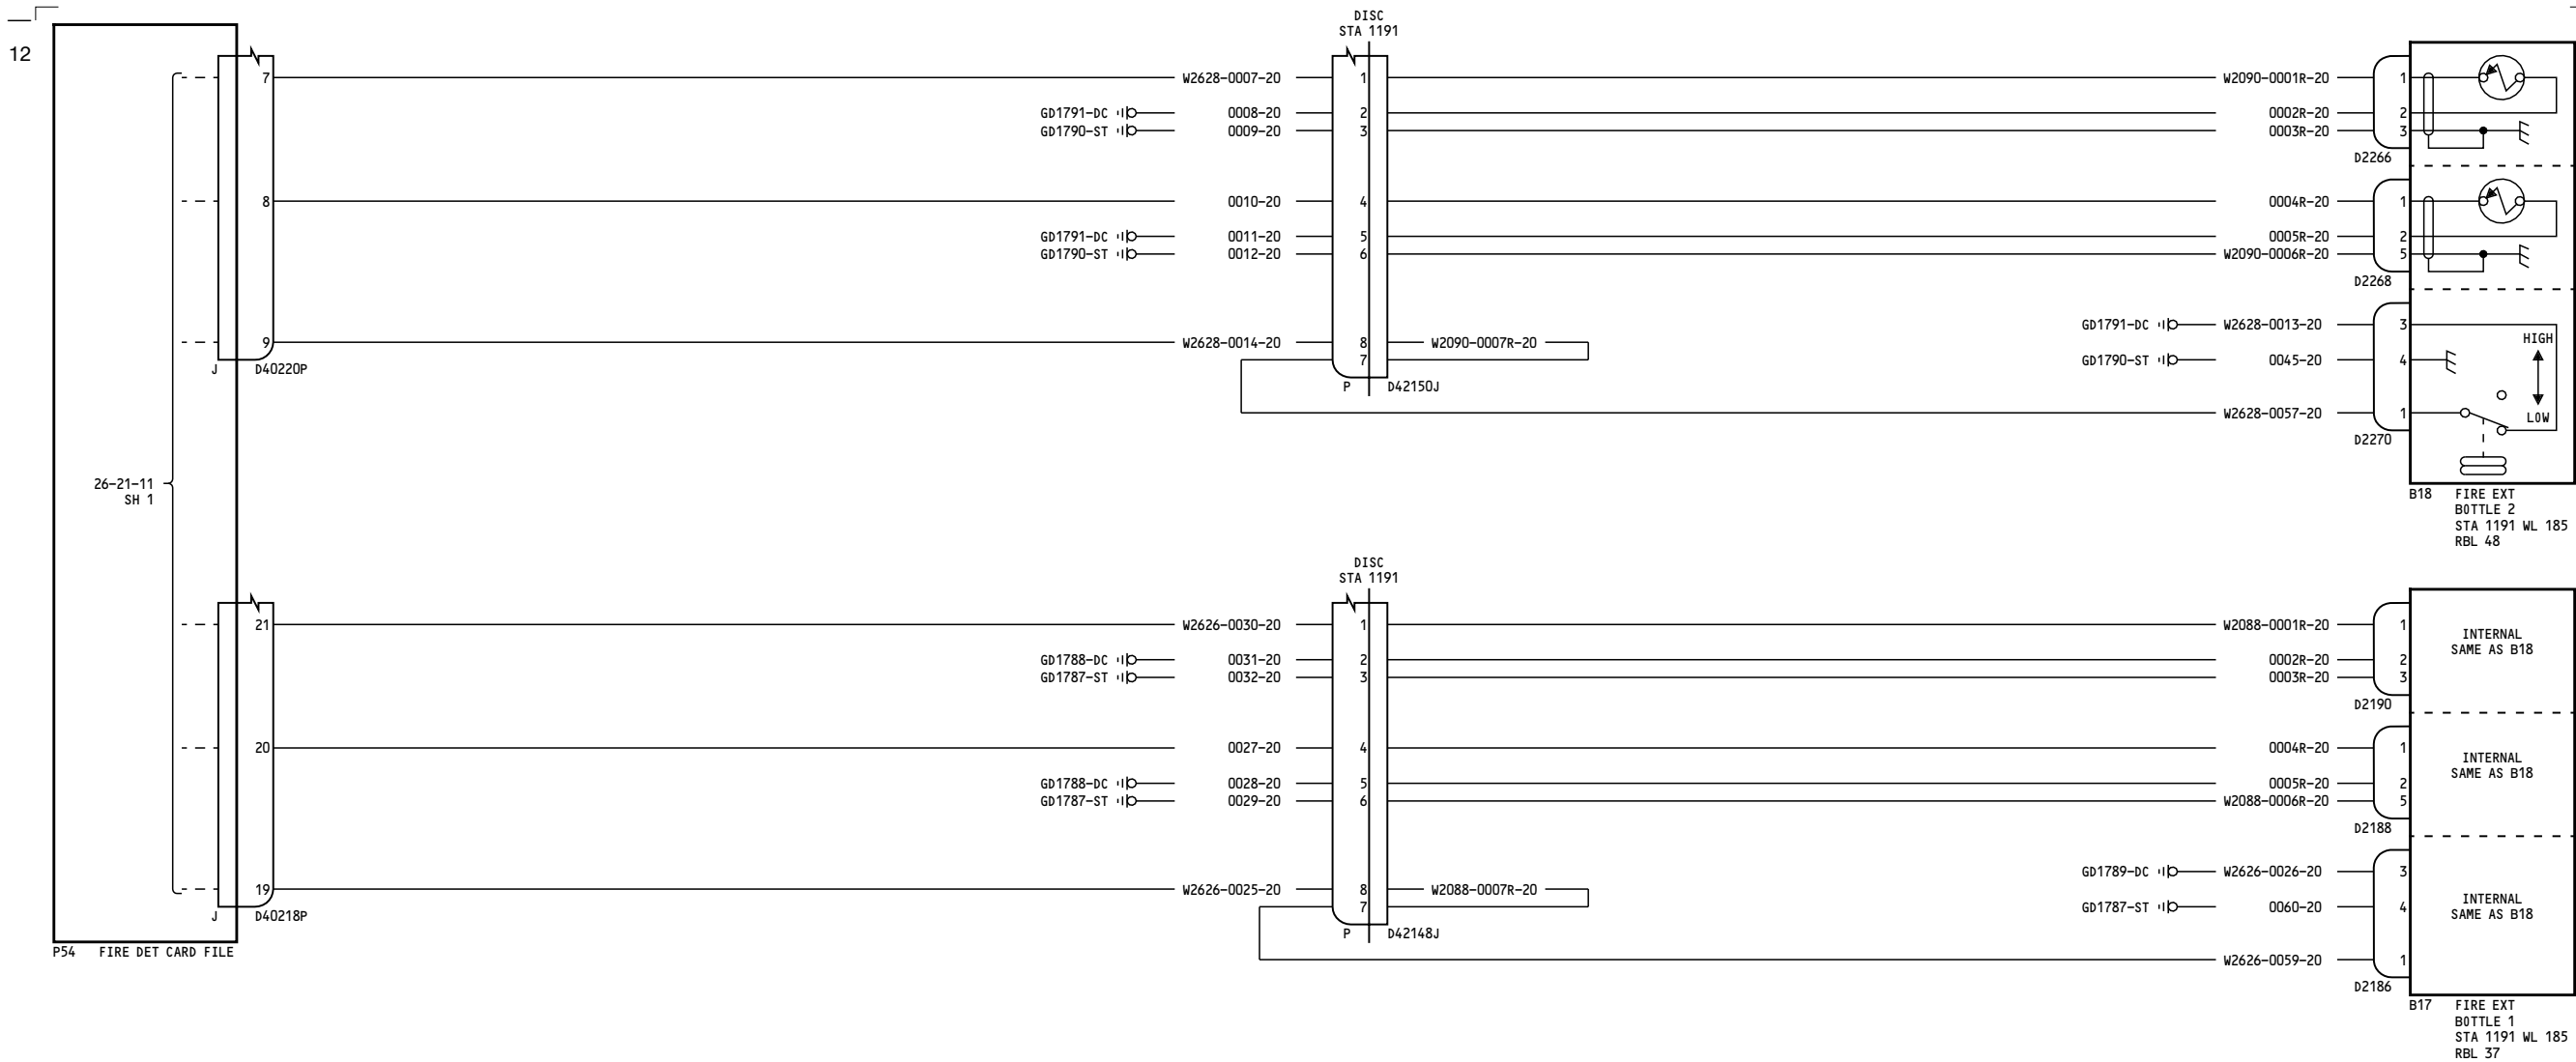 12
DISC
STA 1191
7 W2628-0007-20 1 W2090-0001R-20 1
GD1791-DC 0008-20 2 0002R-20 2
GD1790-ST 0009-20 3 0003R-20 3
D2266
8 0010-20 4 0004R-20 1
GD1791-DC 0011-20 5 0005R-20 2
GD1790-ST 0012-20 6 W2090-0006R-20 5
D2268
GD1791-DC W2628-0013-20 3
HIGH
9 W2628-0014-20 8 W2090-0007R-20
7 GD1790-ST 0045-20 4
J D40220P
P D42150J
W2628-0057-20 1
LOW
D2270
26-21-11
SH 1
B18 FIRE EXT
BOTTLE 2
STA 1191 WL 185
RBL 48
DISC
STA 1191
21 W2626-0030-20 1 W2088-0001R-20 1
INTERNAL
SAME AS B18
GD1788-DC 0031-20 2 0002R-20 2
GD1787-ST 0032-20 3 0003R-20 3
D2190
20 0027-20 4 0004R-20 1
INTERNAL
SAME AS B18
GD1788-DC 0028-20 5 0005R-20 2
GD1787-ST 0029-20 6 W2088-0006R-20 5
D2188
GD1789-DC W2626-0026-20 3
19 W2626-0025-20 8 W2088-0007R-20
INTERNAL
SAME AS B18
7 GD1787-ST 0060-20 4
J D40218P
P D42148J
P54 FIRE DET CARD FILE
W2626-0059-20 1
D2186
B17 FIRE EXT
BOTTLE 1
STA 1191 WL 185
RBL 37